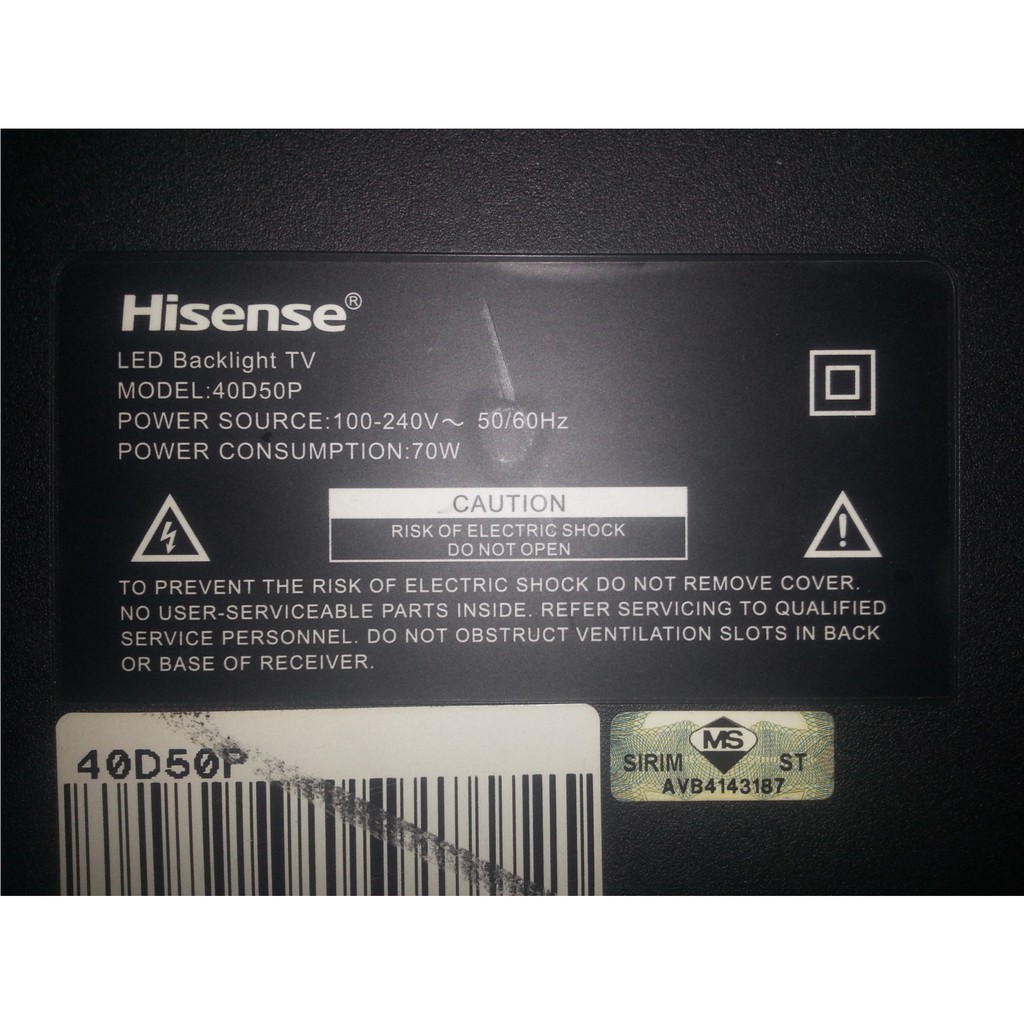 Hisense®
LED Backlight TV
MODEL:40D50P
POWER SOURCE:100-240V～ 50/60Hz
POWER CONSUMPTION:70W
CAUTION
RISK OF ELECTRIC SHOCK
DO NOT OPEN
TO PREVENT THE RISK OF ELECTRIC SHOCK DO NOT REMOVE COVER.
NO USER-SERVICEABLE PARTS INSIDE. REFER SERVICING TO QUALIFIED
SERVICE PERSONNEL. DO NOT OBSTRUCT VENTILATION SLOTS IN BACK
OR BASE OF RECEIVER.
40D50P
MS
SIRIM ST
AVB4143187